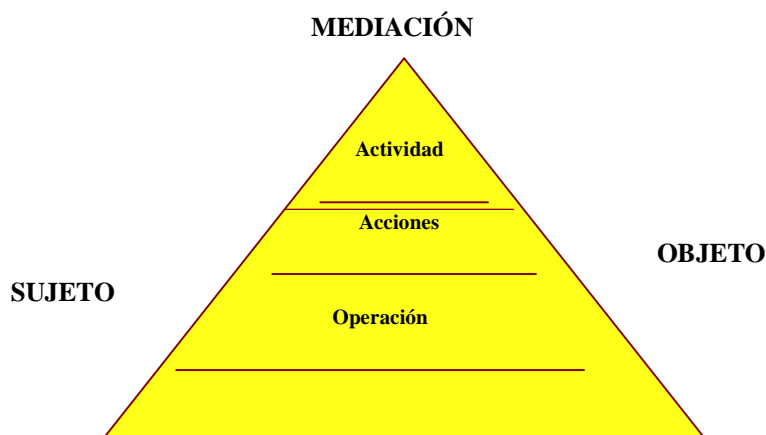 MEDIACIÓN
Actividad
Acciones
OBJETO
SUJETO
Operación